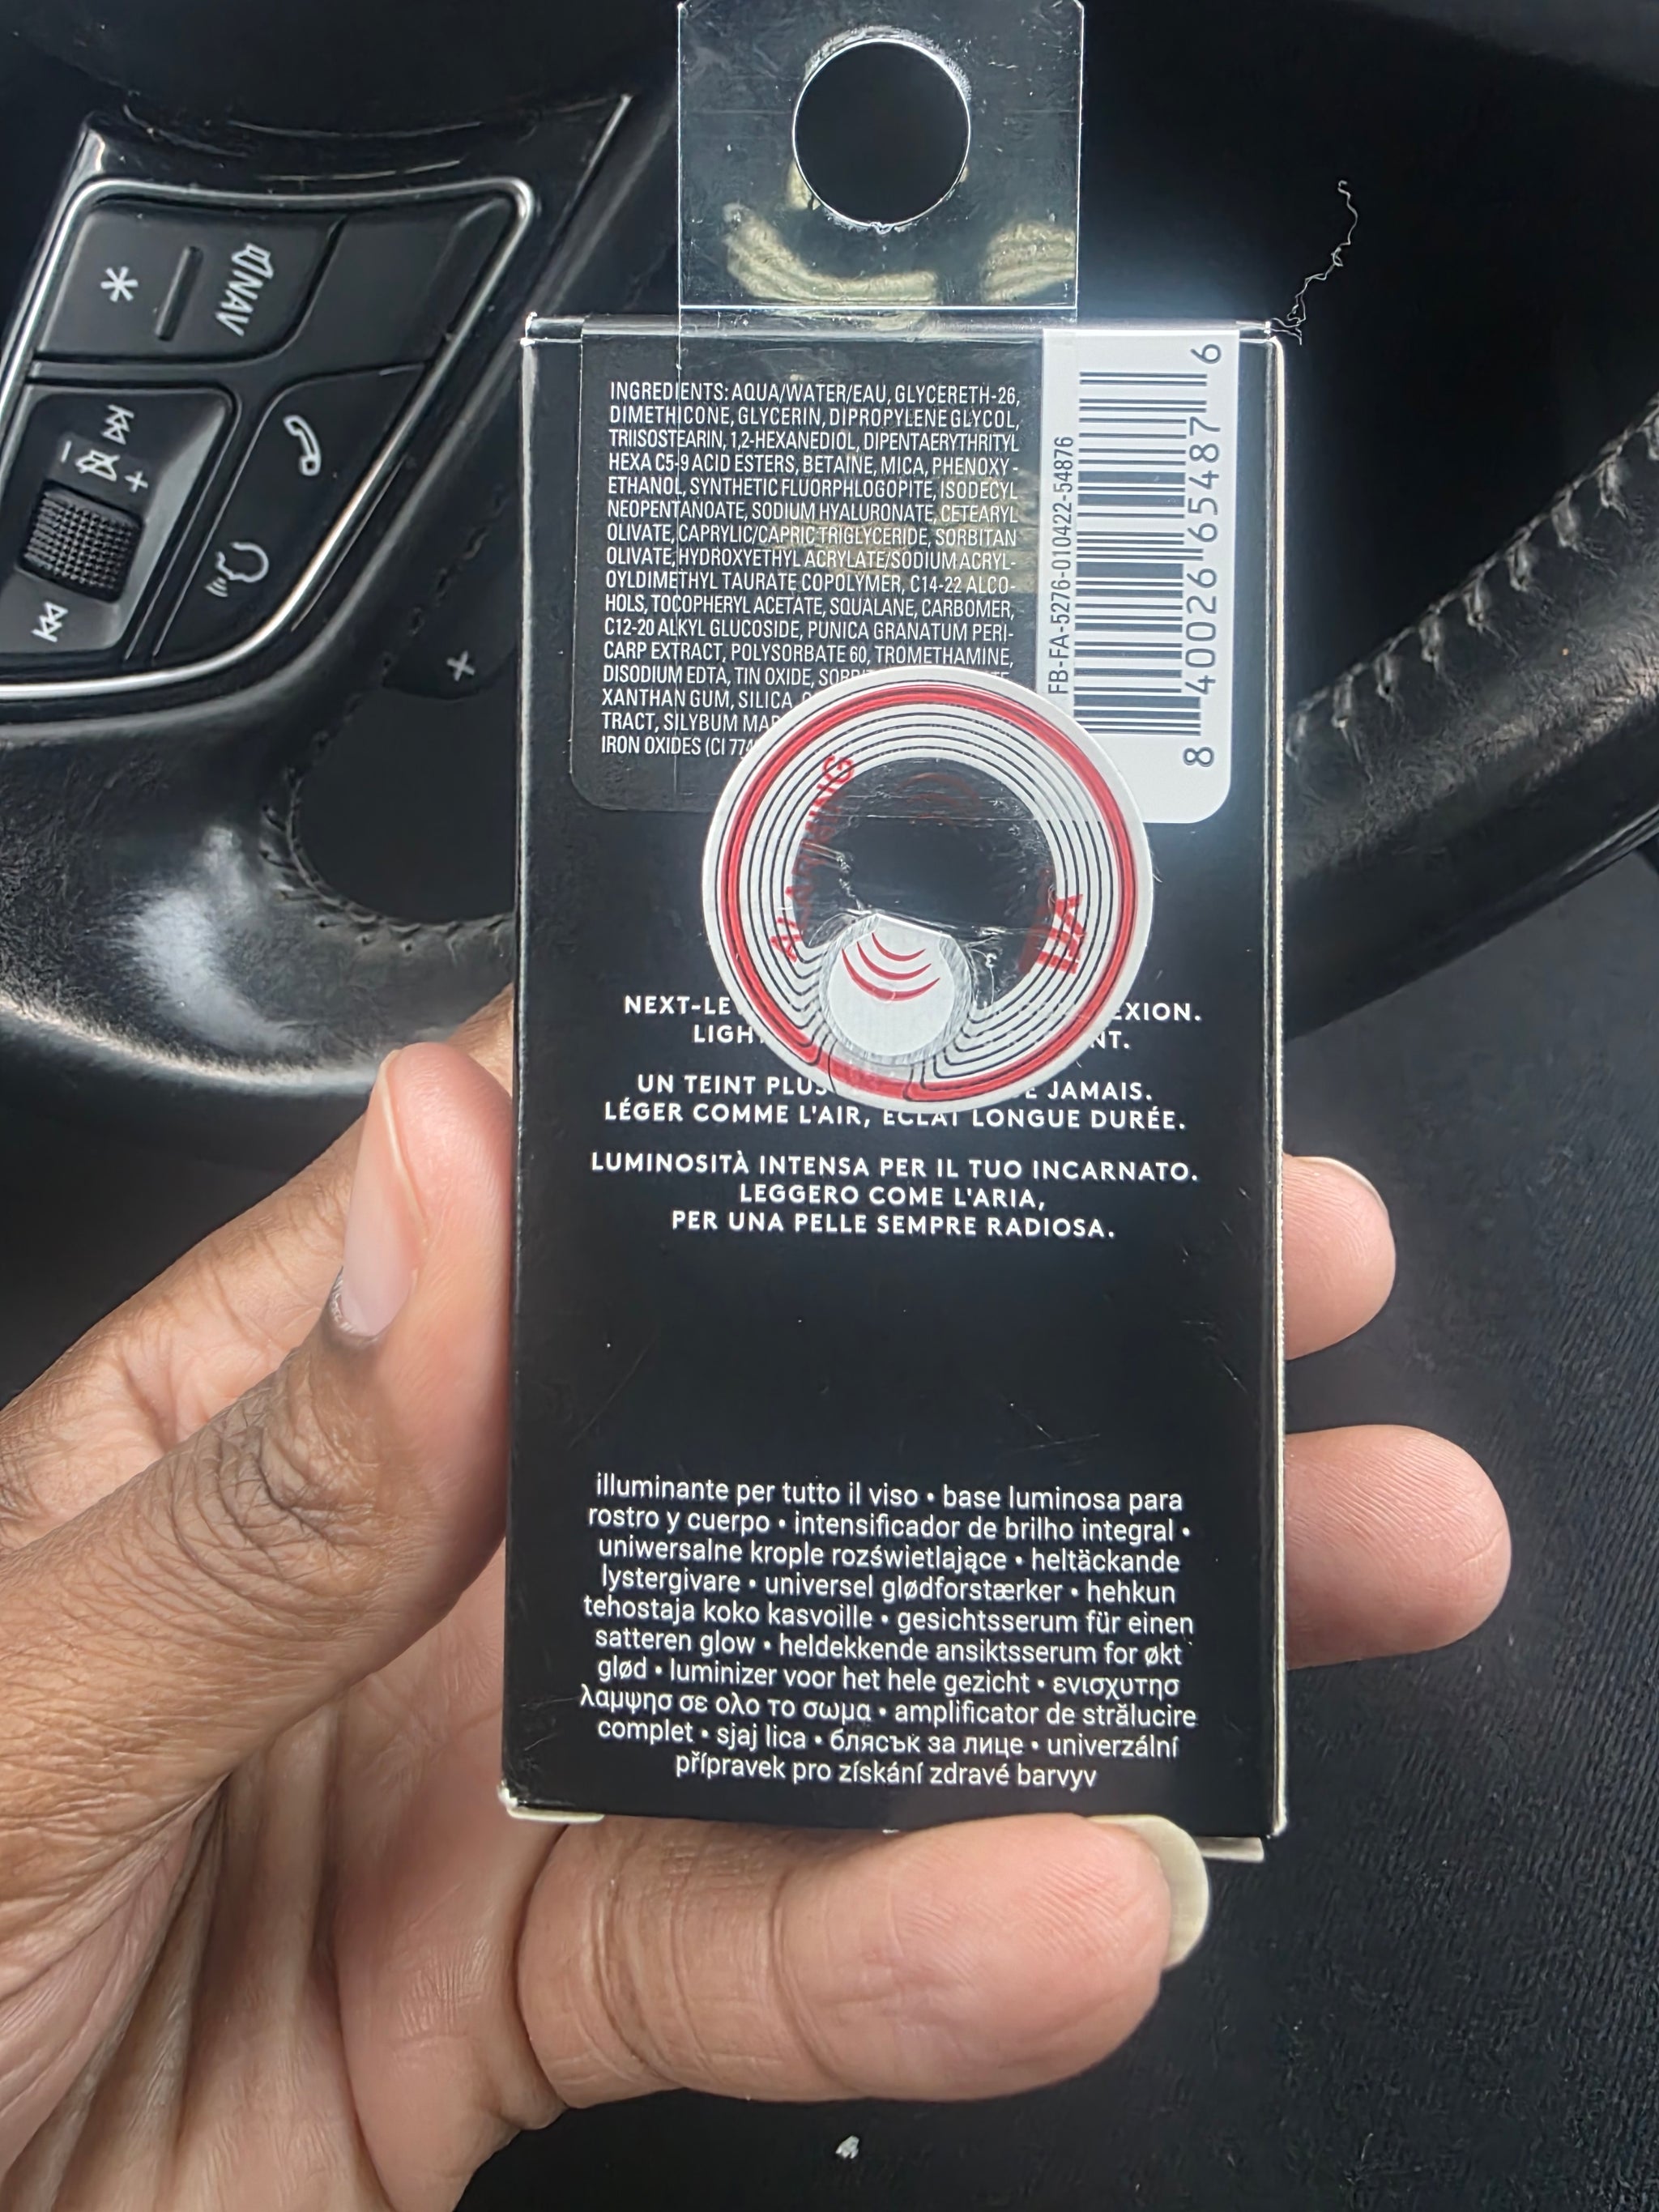 NAV
INGREDIENTS: AQUA/WATER/EAU, GLYCERETH-26,
DIMETHICONE, GLYCERIN, DIPROPYLENE GLYCOL,
TRIISOSTEARIN, 1,2-HEXANEDIOL, DIPENTAERYTHRITYL
HEXA C5-9 ACID ESTERS, BETAINE, MICA, PHENOXY-
ETHANOL, SYNTHETIC FLUORPHLOGOPITE, ISODECYL
NEOPENTANOATE, SODIUM HYALURONATE, CETEARYL
OLIVATE, CAPRYLIC/CAPRIC TRIGLYCERIDE, SORBITAN
OLIVATE, HYDROXYETHYL ACRYLATE/SODIUM ACRYL-
OYLDIMETHYL TAURATE COPOLYMER, C14-22 ALCO-
HOLS, TOCOPHERYL ACETATE, SQUALANE, CARBOMER,
C12-20 ALKYL GLUCOSIDE, PUNICA GRANATUM PERI-
CARP EXTRACT, POLYSORBATE 60, TROMETHAMINE,
DISODIUM EDTA, TIN OXIDE,
XANTHAN GUM, SILICA,
TRACT, SILYBUM
IRON OXIDES (CI
FB-FA-5276-010422-54876
8 40026 65487 6
NEXT-LE EXION.
LIGH NT.
UN TEINT PLUS JAMAIS.
LÉGER COMME L'AIR, ÉCLAT LONGUE DURÉE.
LUMINOSITÀ INTENSA PER IL TUO INCARNATO.
LEGGERO COME L'ARIA,
PER UNA PELLE SEMPRE RADIOSA.
illuminante per tutto il viso • base luminosa para
rostro y cuerpo • intensificador de brilho integral •
uniwersalne krople rozświetlające • heltäckande
lystergivare • universel glødforstærker • hehkun
tehostaja koko kasvoille • gesichtsserum für einen
satteren glow • heldekkende ansiktsserum for økt
glød • luminizer voor het hele gezicht • ενισχυτησ
λαμψησ σε ολο το σωμα • amplificator de strălucire
complet • sjaj lica • блясък за лице • univerzální
přípravek pro získání zdravé barvyv